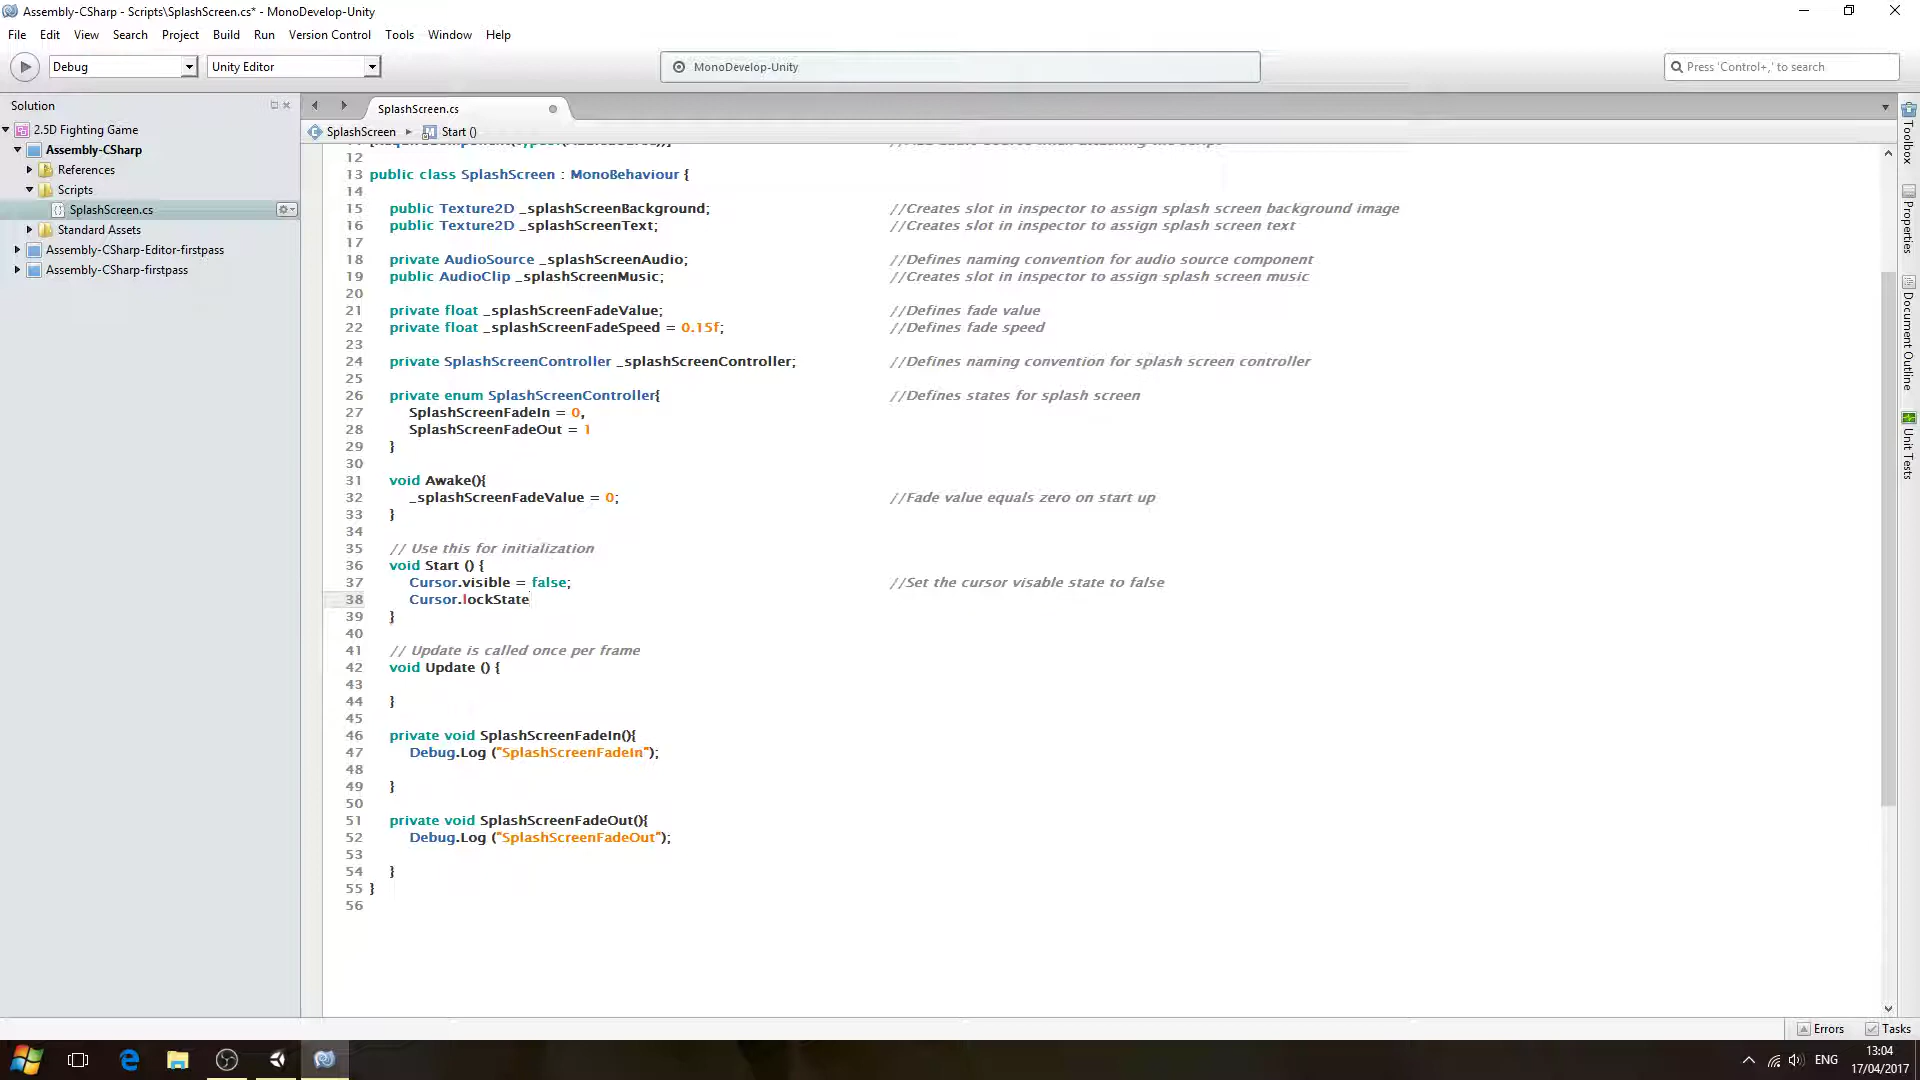 Assembly-CSharp - Scripts\SplashScreen.cs* - MonoDevelop-Unity
File Edit View Search Project Build Run Version Control Tools Window Help
Debug Unity Editor MonoDevelop-Unity Press 'Control+,' to search
Solution
2.5D Fighting Game
Assembly-CSharp
References
Scripts
SplashScreen.cs
Standard Assets
Assembly-CSharp-Editor-firstpass
Assembly-CSharp-firstpass
SplashScreen.cs
SplashScreen Start ()
12
13 public class SplashScreen : MonoBehaviour {
14
15 public Texture2D _splashScreenBackground; //Creates slot in inspector to assign splash screen background image
16 public Texture2D _splashScreenText; //Creates slot in inspector to assign splash screen text
17
18 private AudioSource _splashScreenAudio; //Defines naming convention for audio source component
19 public AudioClip _splashScreenMusic; //Creates slot in inspector to assign splash screen music
20
21 private float _splashScreenFadeValue; //Defines fade value
22 private float _splashScreenFadeSpeed = 0.15f; //Defines fade speed
23
24 private SplashScreenController _splashScreenController; //Defines naming convention for splash screen controller
25
26 private enum SplashScreenController{ //Defines states for splash screen
27 SplashScreenFadeIn = 0,
28 SplashScreenFadeOut = 1
29 }
30
31 void Awake(){
32 _splashScreenFadeValue = 0; //Fade value equals zero on start up
33 }
34
35 // Use this for initialization
36 void Start () {
37 Cursor.visible = false; //Set the cursor visable state to false
38 Cursor.lockState
39 }
40
41 // Update is called once per frame
42 void Update () {
43
44 }
45
46 private void SplashScreenFadeIn(){
47 Debug.Log ("SplashScreenFadeIn");
48
49 }
50
51 private void SplashScreenFadeOut(){
52 Debug.Log ("SplashScreenFadeOut");
53
54 }
55 }
56
Toolbox
Properties
Document Outline
Unit Tests
Errors Tasks
ENG
13:04
17/04/2017